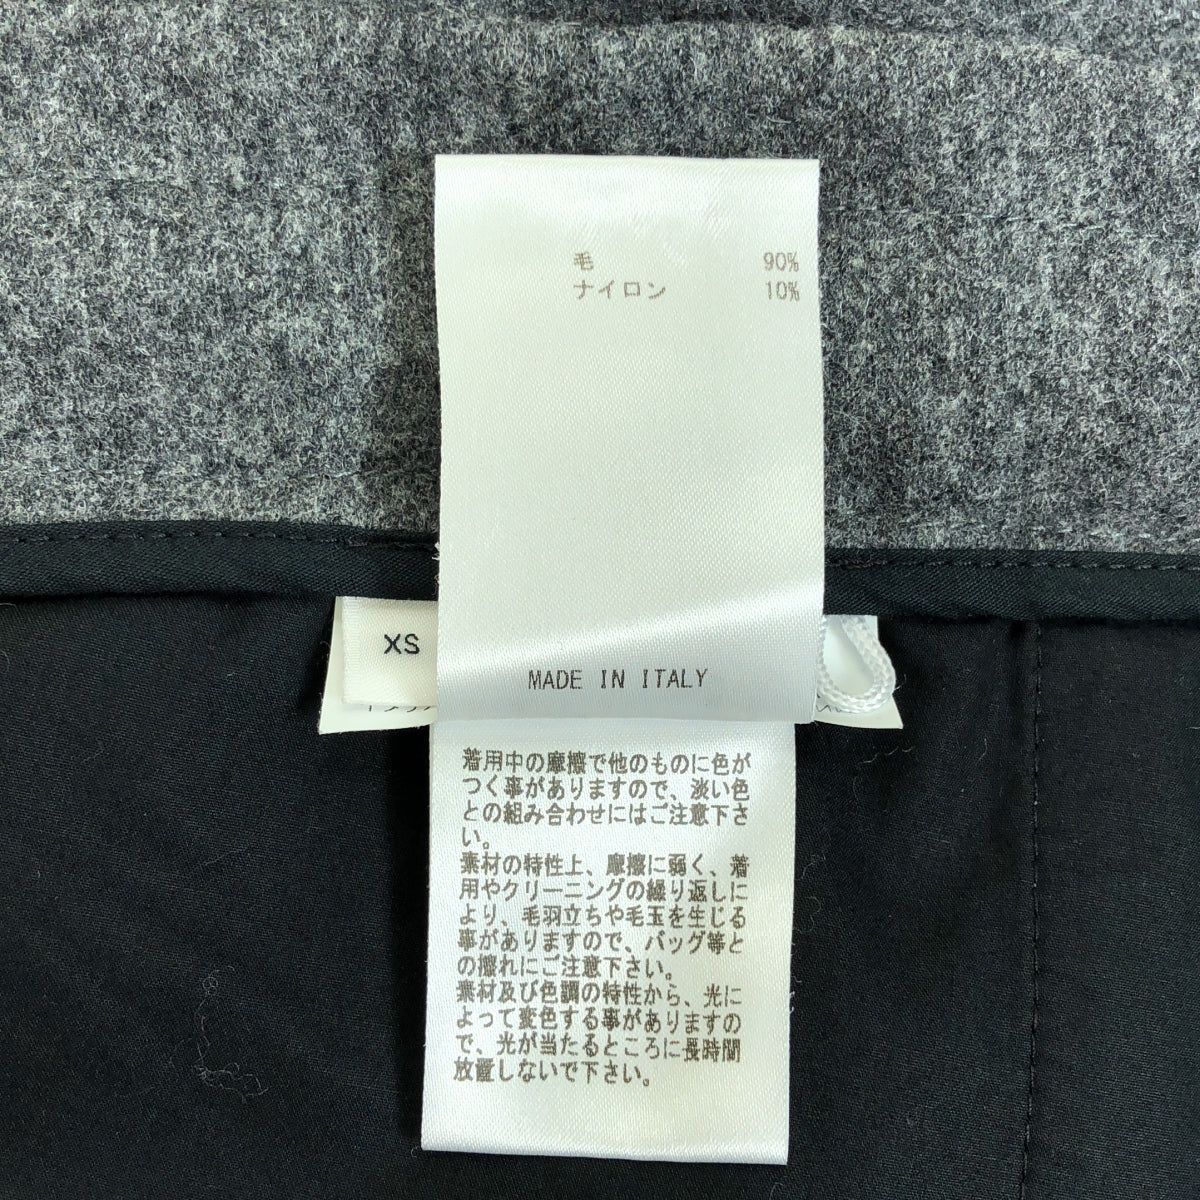 毛 90%
ナイロン 10%
XS
MADE IN ITALY
着用中の摩擦で他のものに色が
つく事がありますので、淡い色
との組み合わせにはご注意下さ
い。
素材の特性上、摩擦に弱く、着
用やクリーニングの繰り返しに
より、毛羽立ちや毛玉を生じる
事がありますので、バッグ等と
の擦れにご注意下さい。
素材及び色調の特性から、光に
よって変色する事がありますの
で、光が当たるところに長時間
放置しないで下さい。